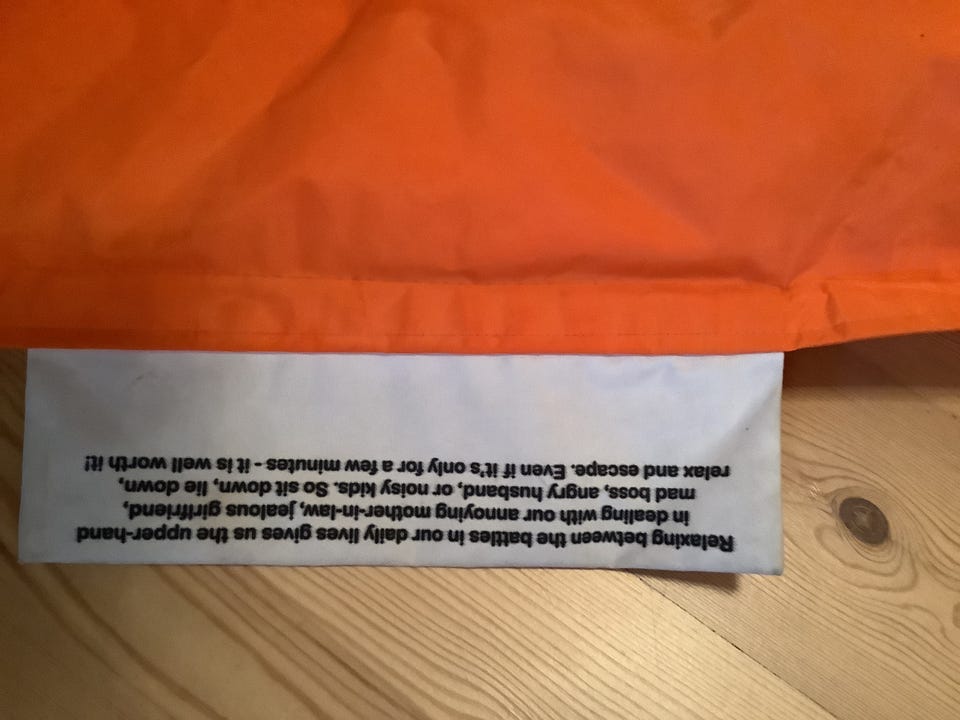 Relaxing between the battles in our daily lives gives us the upper-hand
in dealing with our annoying mother-in-law, jealous girlfriend,
mad boss, angry husband, or noisy kids. So sit down, lie down,
relax and escape. Even if it's only for a few minutes - it is well worth it!